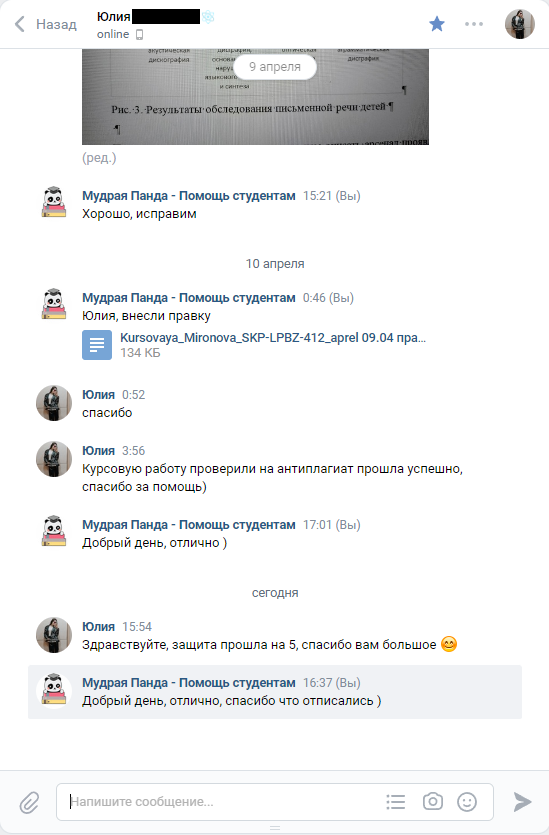 Назад
Юлия
online
акустическая
дисграфия,
оптическая
аграмматическая
дисграфия
дисграфия
языкового
и синтеза
9 апреля
Рис. 3. Результаты обследования письменной речи детей ¶
¶
(ред.)
Мудрая Панда - Помощь студентам 15:21 (Вы)
Хорошо, исправим
10 апреля
Мудрая Панда - Помощь студентам 0:46 (Вы)
Юлия, внесли правку
Kursovaya_Mironova_SKP-LPBZ-412_aprel 09.04 пра...
134 КБ
Юлия 0:52
спасибо
Юлия 3:56
Курсовую работу проверили на антиплагиат прошла успешно,
спасибо за помощь)
Мудрая Панда - Помощь студентам 17:01 (Вы)
Добрый день, отлично )
сегодня
Юлия 15:54
Здравствуйте, защита прошла на 5, спасибо вам большое 😊
Мудрая Панда - Помощь студентам 16:37 (Вы)
Добрый день, отлично, спасибо что отписались )
Напишите сообщение...